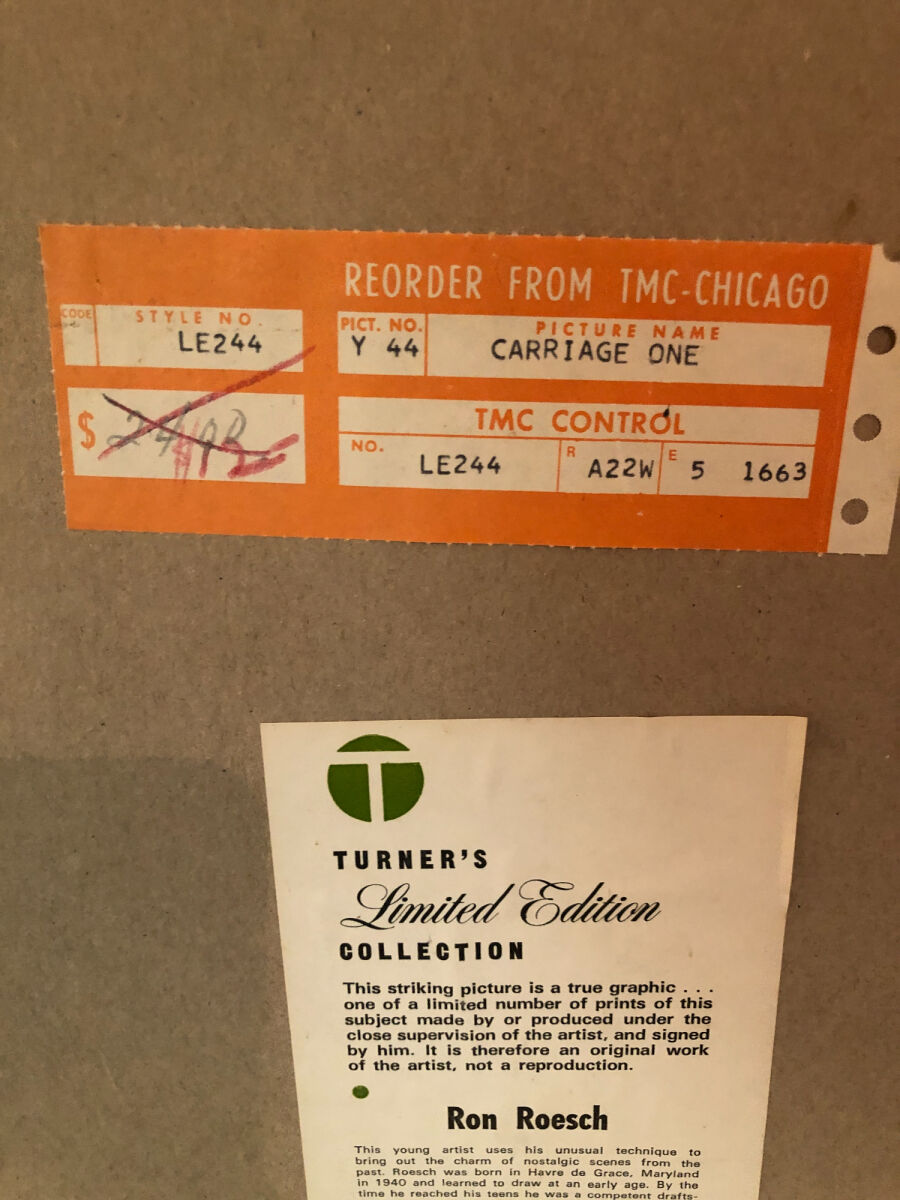 REORDER FROM TMC-CHICAGO
CODE
STYLE NO.
LE244
PICT. NO.
Y 44
PICTURE NAME
CARRIAGE ONE
$
TMC CONTROL
NO.
LE244
R
A22W
E
5 1663
T
TURNER'S
Limited Edition
COLLECTION
This striking picture is a true graphic . . .
one of a limited number of prints of this
subject made by or produced under the
close supervision of the artist, and signed
by him. It is therefore an original work
of the artist, not a reproduction.
Ron Roesch
This young artist uses his unusual technique to
bring out the charm of nostalgic scenes from the
past. Roesch was born in Havre de Grace, Maryland
in 1940 and learned to draw at an early age. By the
time he reached his teens he was a competent drafts-